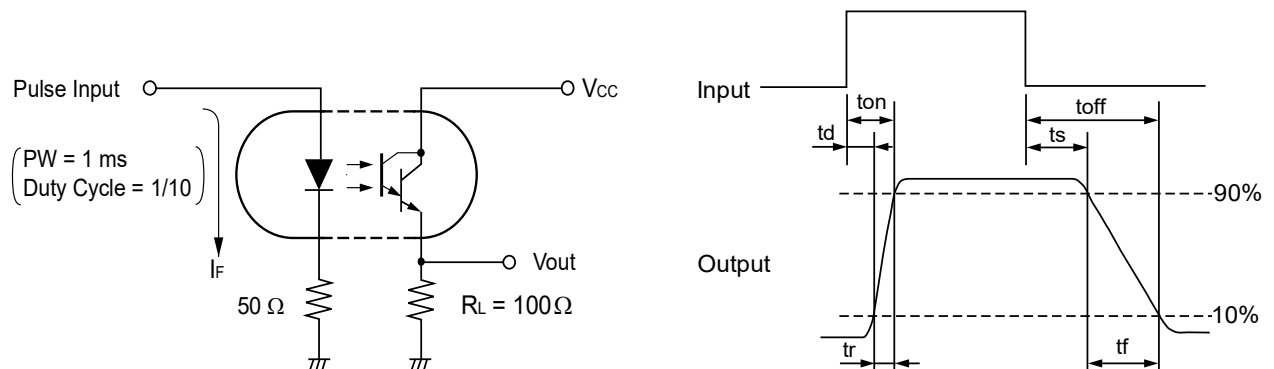 Pulse Input
VCC
PW = 1 ms
Duty Cycle = 1/10
IF
50 Ω
Vout
RL = 100Ω
Input
ton
toff
td
ts
90%
Output
10%
tr
tf